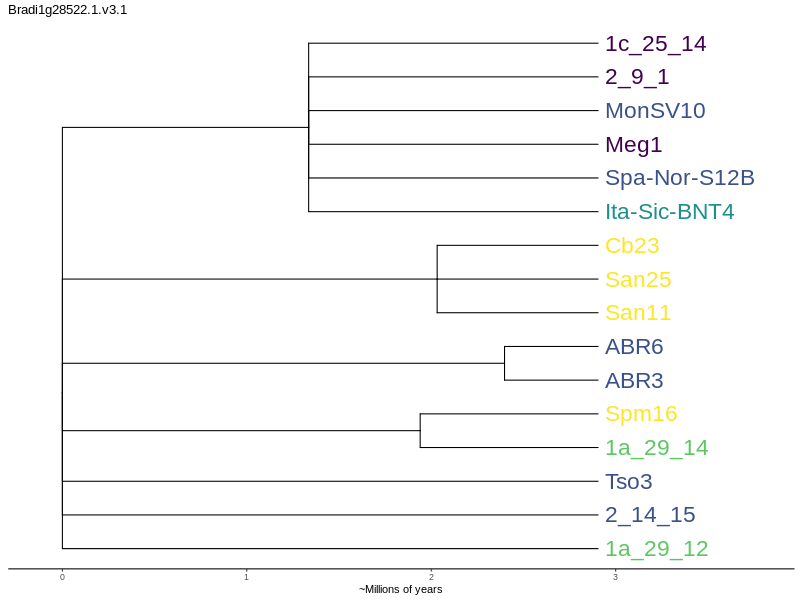 Bradi1g28522.1.v3.1
1c_25_14
2_9_1
MonSV10
Meg1
Spa-Nor-S12B
Ita-Sic-BNT4
Cb23
San25
San11
ABR6
ABR3
Spm16
1a_29_14
Tso3
2_14_15
1a_29_12
0 1 2 3
~Millions of years